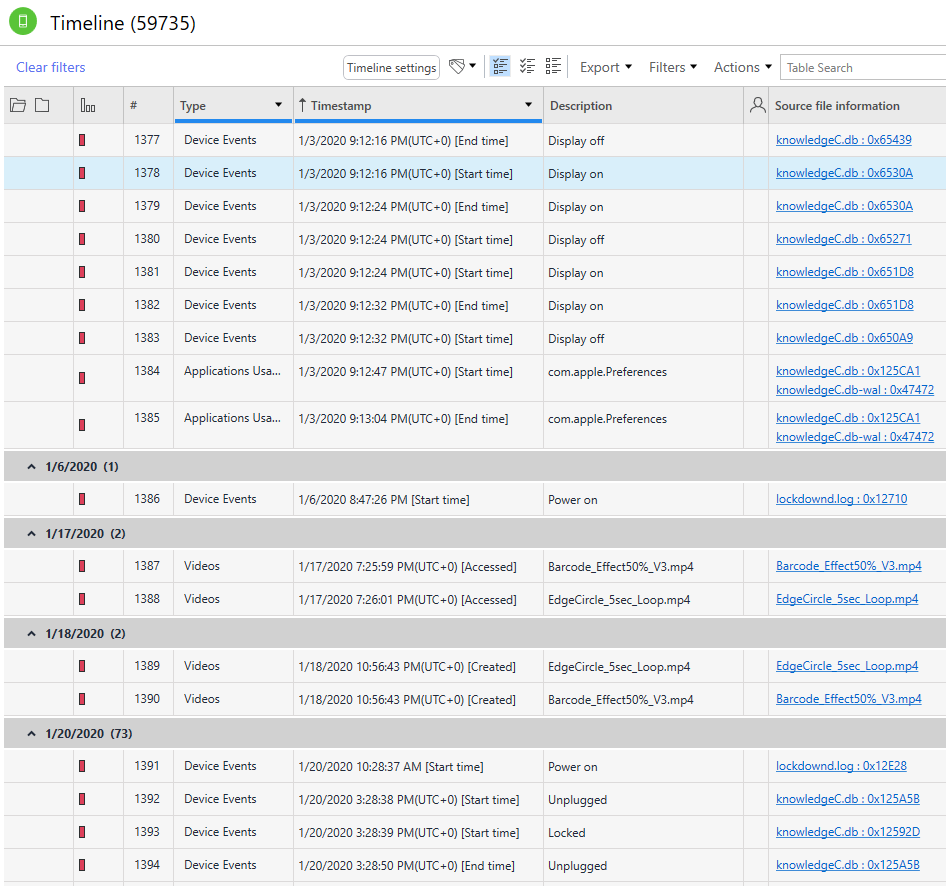 Timeline (59735)
Clear filters Timeline settings Export Filters Actions Table Search
# Type Timestamp Description Source file information
1377 Device Events 1/3/2020 9:12:16 PM(UTC+0) [End time] Display off knowledgeC.db : 0x65439
1378 Device Events 1/3/2020 9:12:16 PM(UTC+0) [Start time] Display on knowledgeC.db : 0x6530A
1379 Device Events 1/3/2020 9:12:24 PM(UTC+0) [End time] Display on knowledgeC.db : 0x6530A
1380 Device Events 1/3/2020 9:12:24 PM(UTC+0) [Start time] Display off knowledgeC.db : 0x65271
1381 Device Events 1/3/2020 9:12:24 PM(UTC+0) [Start time] Display on knowledgeC.db : 0x651D8
1382 Device Events 1/3/2020 9:12:32 PM(UTC+0) [End time] Display on knowledgeC.db : 0x651D8
1383 Device Events 1/3/2020 9:12:32 PM(UTC+0) [Start time] Display off knowledgeC.db : 0x650A9
1384 Applications Usa... 1/3/2020 9:12:47 PM(UTC+0) [Start time] com.apple.Preferences knowledgeC.db : 0x125CA1
knowledgeC.db-wal : 0x47472
1385 Applications Usa... 1/3/2020 9:13:04 PM(UTC+0) [End time] com.apple.Preferences knowledgeC.db : 0x125CA1
knowledgeC.db-wal : 0x47472
1/6/2020 (1)
1386 Device Events 1/6/2020 8:47:26 PM [Start time] Power on lockdownd.log : 0x12710
1/17/2020 (2)
1387 Videos 1/17/2020 7:25:59 PM(UTC+0) [Accessed] Barcode_Effect50%_V3.mp4 Barcode_Effect50%_V3.mp4
1388 Videos 1/17/2020 7:26:01 PM(UTC+0) [Accessed] EdgeCircle_5sec_Loop.mp4 EdgeCircle_5sec_Loop.mp4
1/18/2020 (2)
1389 Videos 1/18/2020 10:56:43 PM(UTC+0) [Created] EdgeCircle_5sec_Loop.mp4 EdgeCircle_5sec_Loop.mp4
1390 Videos 1/18/2020 10:56:43 PM(UTC+0) [Created] Barcode_Effect50%_V3.mp4 Barcode_Effect50%_V3.mp4
1/20/2020 (73)
1391 Device Events 1/20/2020 10:28:37 AM [Start time] Power on lockdownd.log : 0x12E28
1392 Device Events 1/20/2020 3:28:38 PM(UTC+0) [Start time] Unplugged knowledgeC.db : 0x125A5B
1393 Device Events 1/20/2020 3:28:39 PM(UTC+0) [Start time] Locked knowledgeC.db : 0x12592D
1394 Device Events 1/20/2020 3:28:50 PM(UTC+0) [End time] Unplugged knowledgeC.db : 0x125A5B